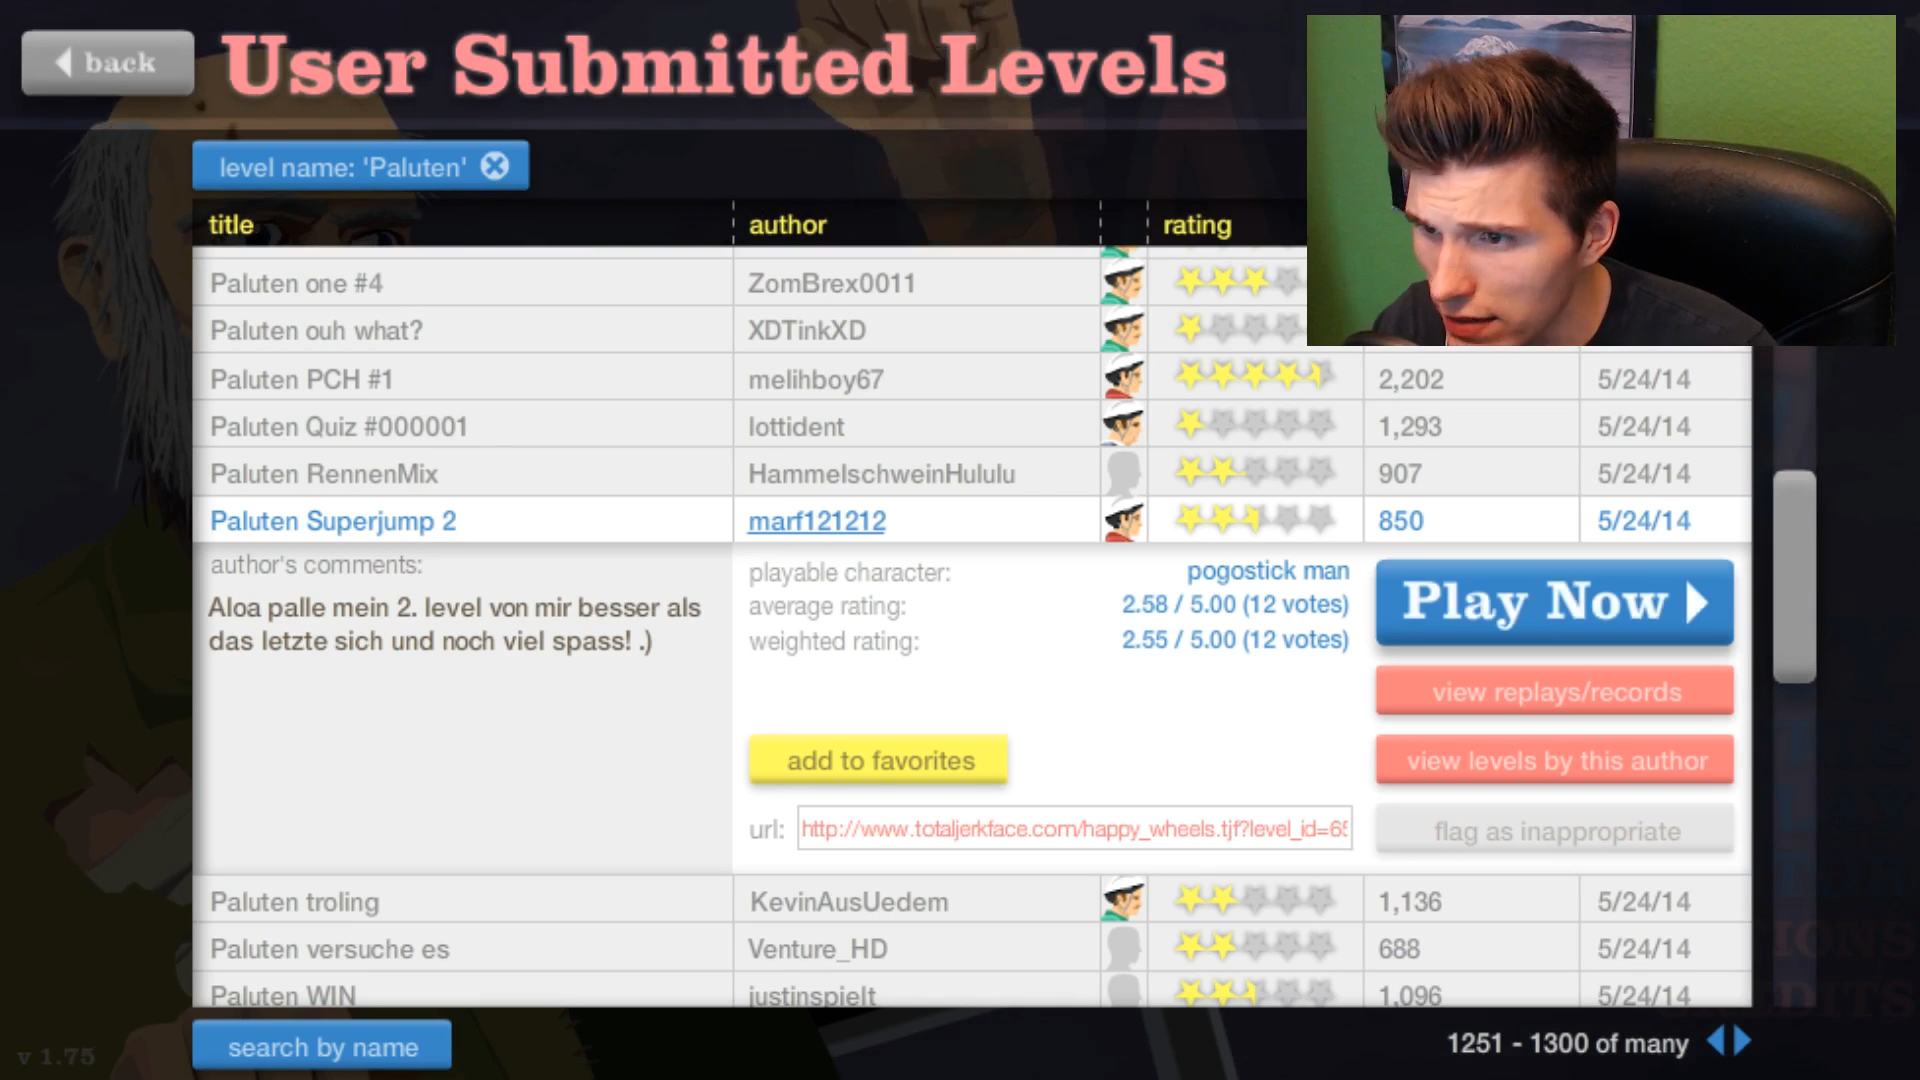 back
User Submitted Levels
level name: 'Paluten'
title author rating
Paluten one #4 ZomBrex0011
Paluten ouh what? XDTinkXD
Paluten PCH #1 melihboy67 2,202 5/24/14
Paluten Quiz #000001 lottident 1,293 5/24/14
Paluten RennenMix HammelschweinHululu 907 5/24/14
Paluten Superjump 2 marf121212 850 5/24/14
author's comments:
Aloa palle mein 2. level von mir besser als
das letzte sich und noch viel spass! .)
playable character: pogostick man
average rating: 2.58 / 5.00 (12 votes)
weighted rating: 2.55 / 5.00 (12 votes)
Play Now
view replays/records
add to favorites
view levels by this author
url: http://www.totaljerkface.com/happy_wheels.tjf?level_id=65
flag as inappropriate
Paluten troling KevinAusUedem 1,136 5/24/14
Paluten versuche es Venture_HD 688 5/24/14
Paluten WIN justinspielt 1,096 5/24/14
v 1.75
search by name
1251 - 1300 of many